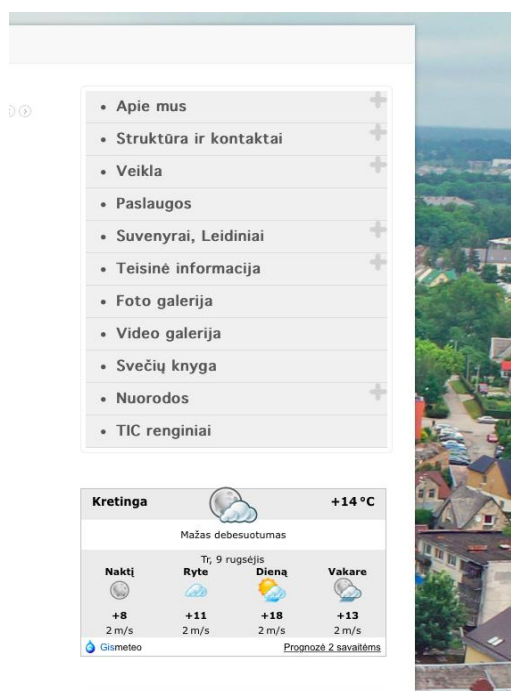 Apie mus
Struktūra ir kontaktai
Veikla
Paslaugos
Suvenyrai, Leidiniai
Teisinė informacija
Foto galerija
Video galerija
Svečių knyga
Nuorodos
TIC renginiai
Kretinga +14 °C
Mažas debesuotumas
Tr, 9 rugsėjis
Naktį Ryte Dieną Vakare
+8 +11 +18 +13
2 m/s 2 m/s 2 m/s 2 m/s
Gismeteo Prognozė 2 savaitėms